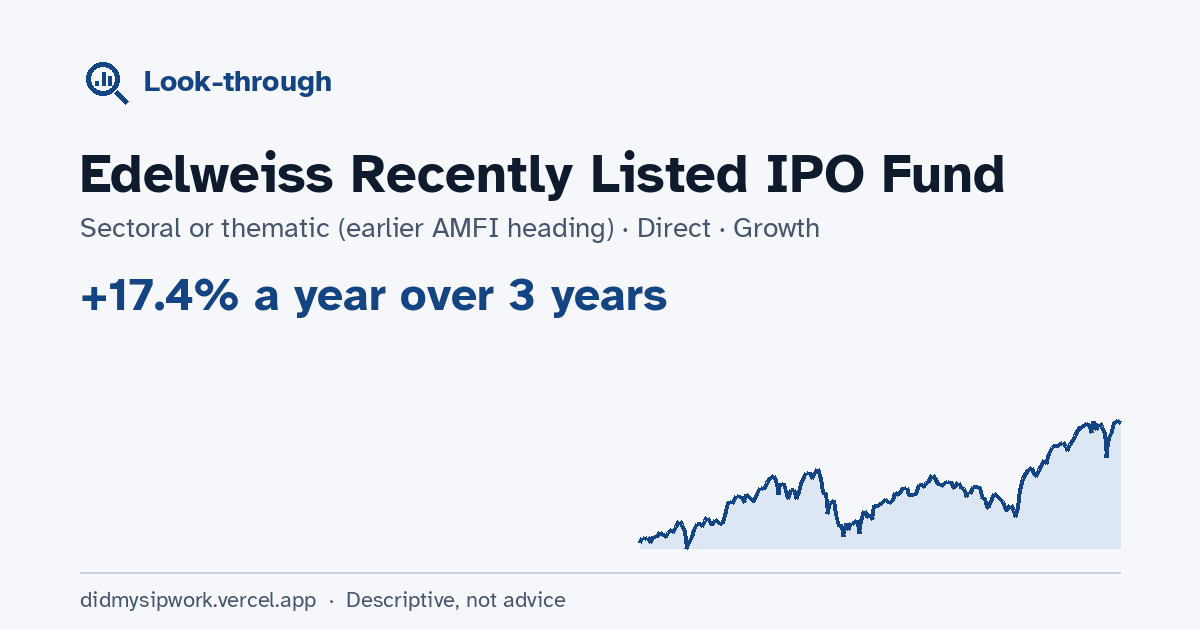 Look-through
Edelweiss Recently Listed IPO Fund
Sectoral or thematic (earlier AMFI heading) · Direct · Growth
+17.4% a year over 3 years
didmysipwork.vercel.app · Descriptive, not advice